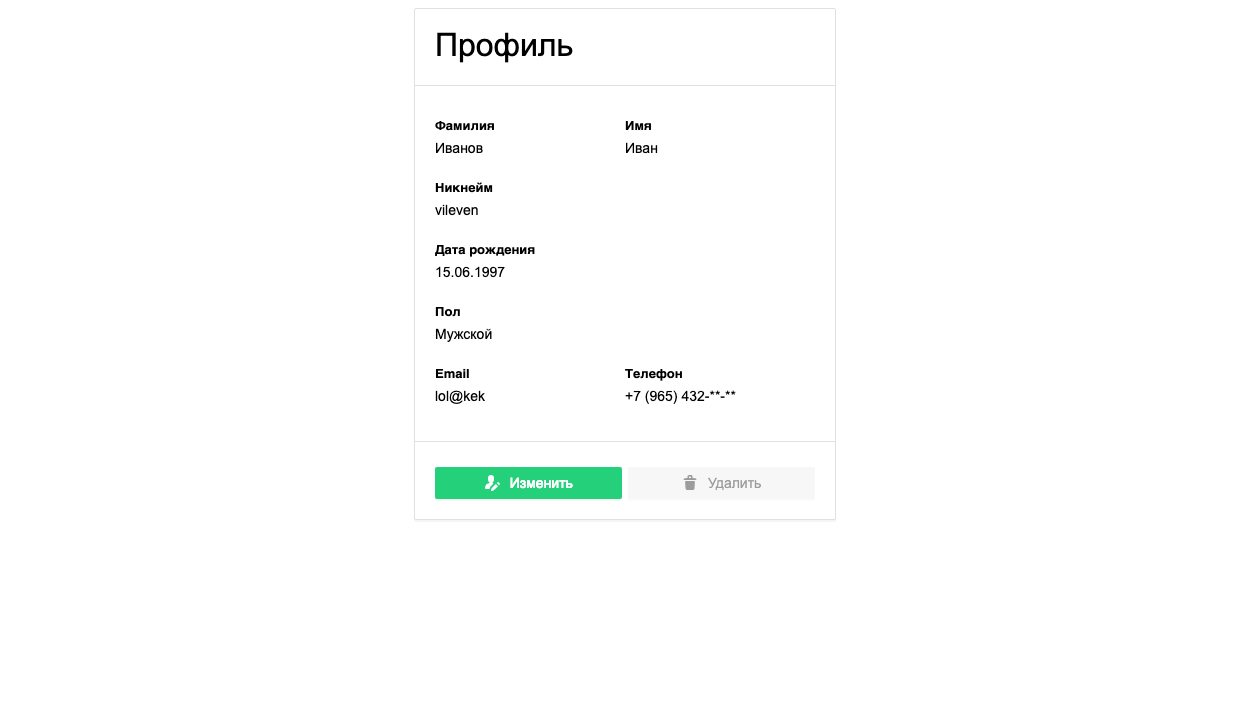 Профиль
Фамилия Имя
Иванов Иван
Никнейм
vileven
Дата рождения
15.06.1997
Пол
Мужской
Email Телефон
lol@kek +7 (965) 432-**-**
Изменить Удалить